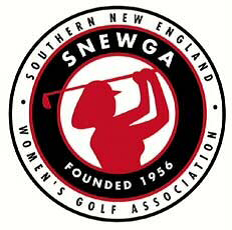 SOUTHERN NEW ENGLAND
SNEWGA
FOUNDED 1956
WOMEN'S GOLF ASSOCIATION